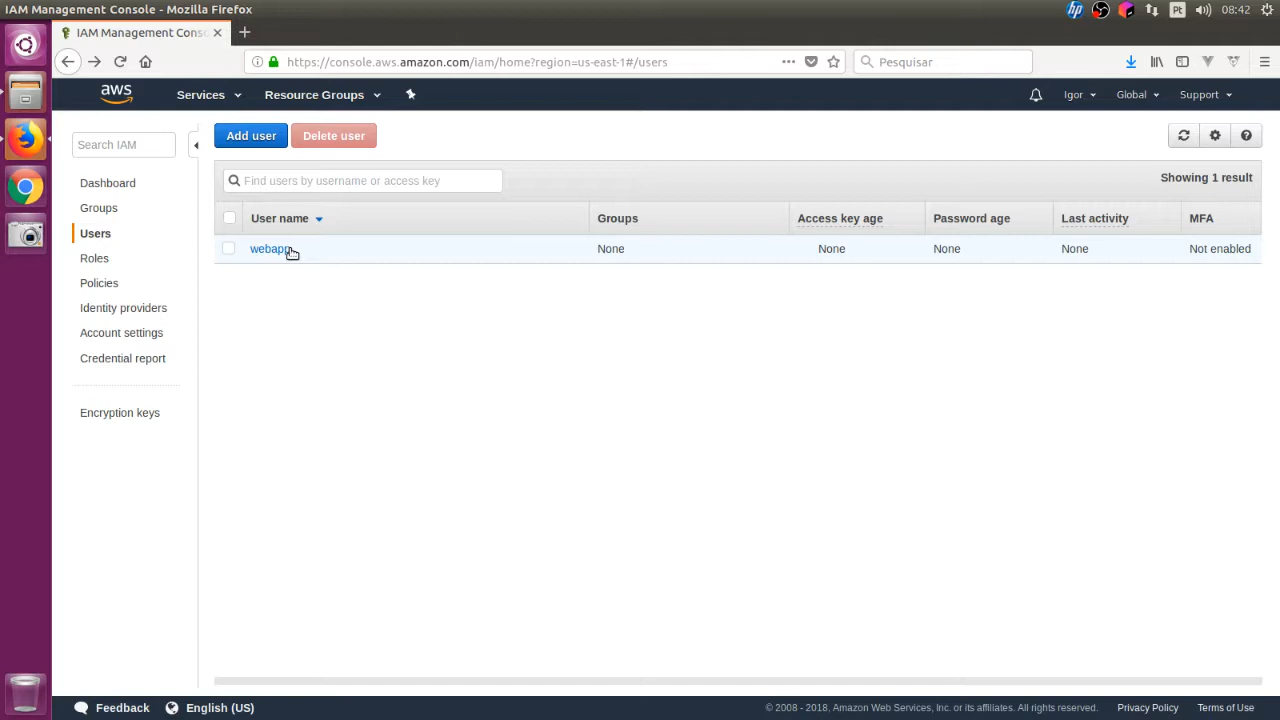 IAM Management Console - Mozilla Firefox
Pt
08:42
IAM Management Conso
https://console.aws.amazon.com/iam/home?region=us-east-1#/users
Pesquisar
aws
Services
Resource Groups
Igor
Global
Support
Search IAM
Add user
Delete user
Dashboard
Groups
Users
Roles
Policies
Identity providers
Account settings
Credential report
Encryption keys
Find users by username or access key
Showing 1 result
User name
Groups
Access key age
Password age
Last activity
MFA
webapp
None
None
None
None
Not enabled
Feedback
English (US)
© 2008 - 2018, Amazon Web Services, Inc. or its affiliates. All rights reserved.
Privacy Policy
Terms of Use